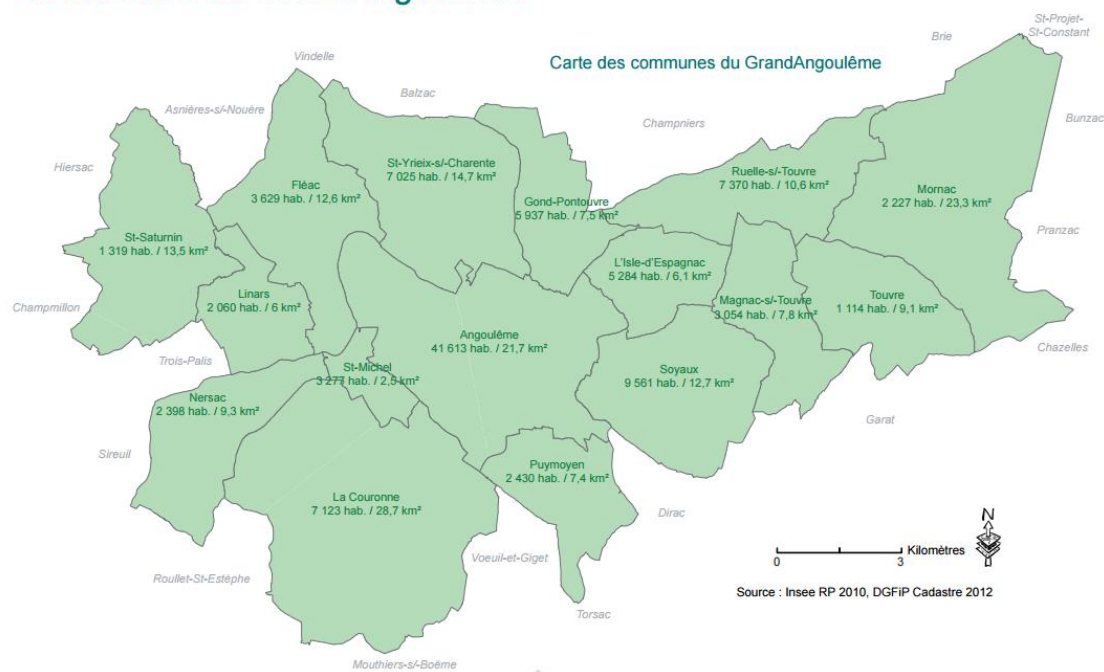 St-Projet-
St-Constant
Brie
Vindelle
Carte des communes du GrandAngoulême
Balzac
Asnières-s/-Nouère
Champniers
Bunzac
Hiersac
St-Yrieix-s/-Charente
7 025 hab. / 14,7 km²
Ruelle-s/-Touvre
7 370 hab. / 10,6 km²
Fléac
3 629 hab. / 12,6 km²
Mornac
2 227 hab. / 23,3 km²
Gond-Pontouvre
5 937 hab. / 7,5 km²
Pranzac
St-Saturnin
1 319 hab. / 13,5 km²
L'Isle-d'Espagnac
5 284 hab. / 6,1 km²
Linars
2 060 hab. / 6 km²
Magnac-s/-Touvre
3 054 hab. / 7,8 km²
Touvre
1 114 hab. / 9,1 km²
Champmillon
Angoulême
41 613 hab. / 21,7 km²
Chazelles
Trois-Palis
St-Michel
3 277 hab. / 2,5 km²
Soyaux
9 561 hab. / 12,7 km²
Nersac
2 398 hab. / 9,3 km²
Garat
Sireuil
Puymoyen
2 430 hab. / 7,4 km²
La Couronne
7 123 hab. / 28,7 km²
Dirac
N
Voeuil-et-Giget
Kilomètres
0 3
Roullet-St-Estèphe
Source : Insee RP 2010, DGFiP Cadastre 2012
Torsac
Mouthiers-s/-Boëme